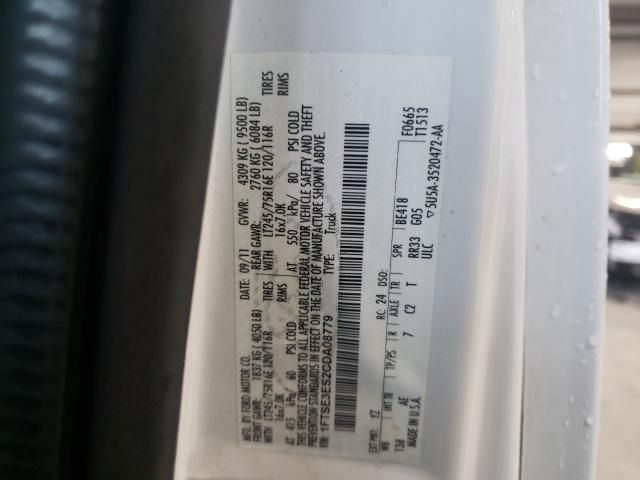 MFD. BY FORD MOTOR CO. DATE: 09/11 GVWR: 4309 KG ( 9500 LB)
FRONT GAWR: 1837 KG ( 4050 LB) REAR GAWR: 2760 KG ( 6084 LB)
LT245/75R16E 120/116R TIRES WITH LT245/75R16E 120/116R TIRES
16x7.0K RIMS 16x7.0K RIMS
AT 415 kPa/ 60 PSI COLD AT 550 kPa/ 80 PSI COLD
THIS VEHICLE CONFORMS TO ALL APPLICABLE FEDERAL MOTOR VEHICLE SAFETY AND THEFT
PREVENTION STANDARDS IN EFFECT ON THE DATE OF MANUFACTURE SHOWN ABOVE.
VIN: 1FTSE3ES2CDA08779 TYPE: Truck
F0665
T1513
EXT PNT: YZ RC: 24 DSO:
WB INT TR TP/PS R AXLE TR SPR BE418
138 AE 7 C2 T RR33 G05
MADE IN U.S.A. ULC ▽ 5U5A-3520472-AA